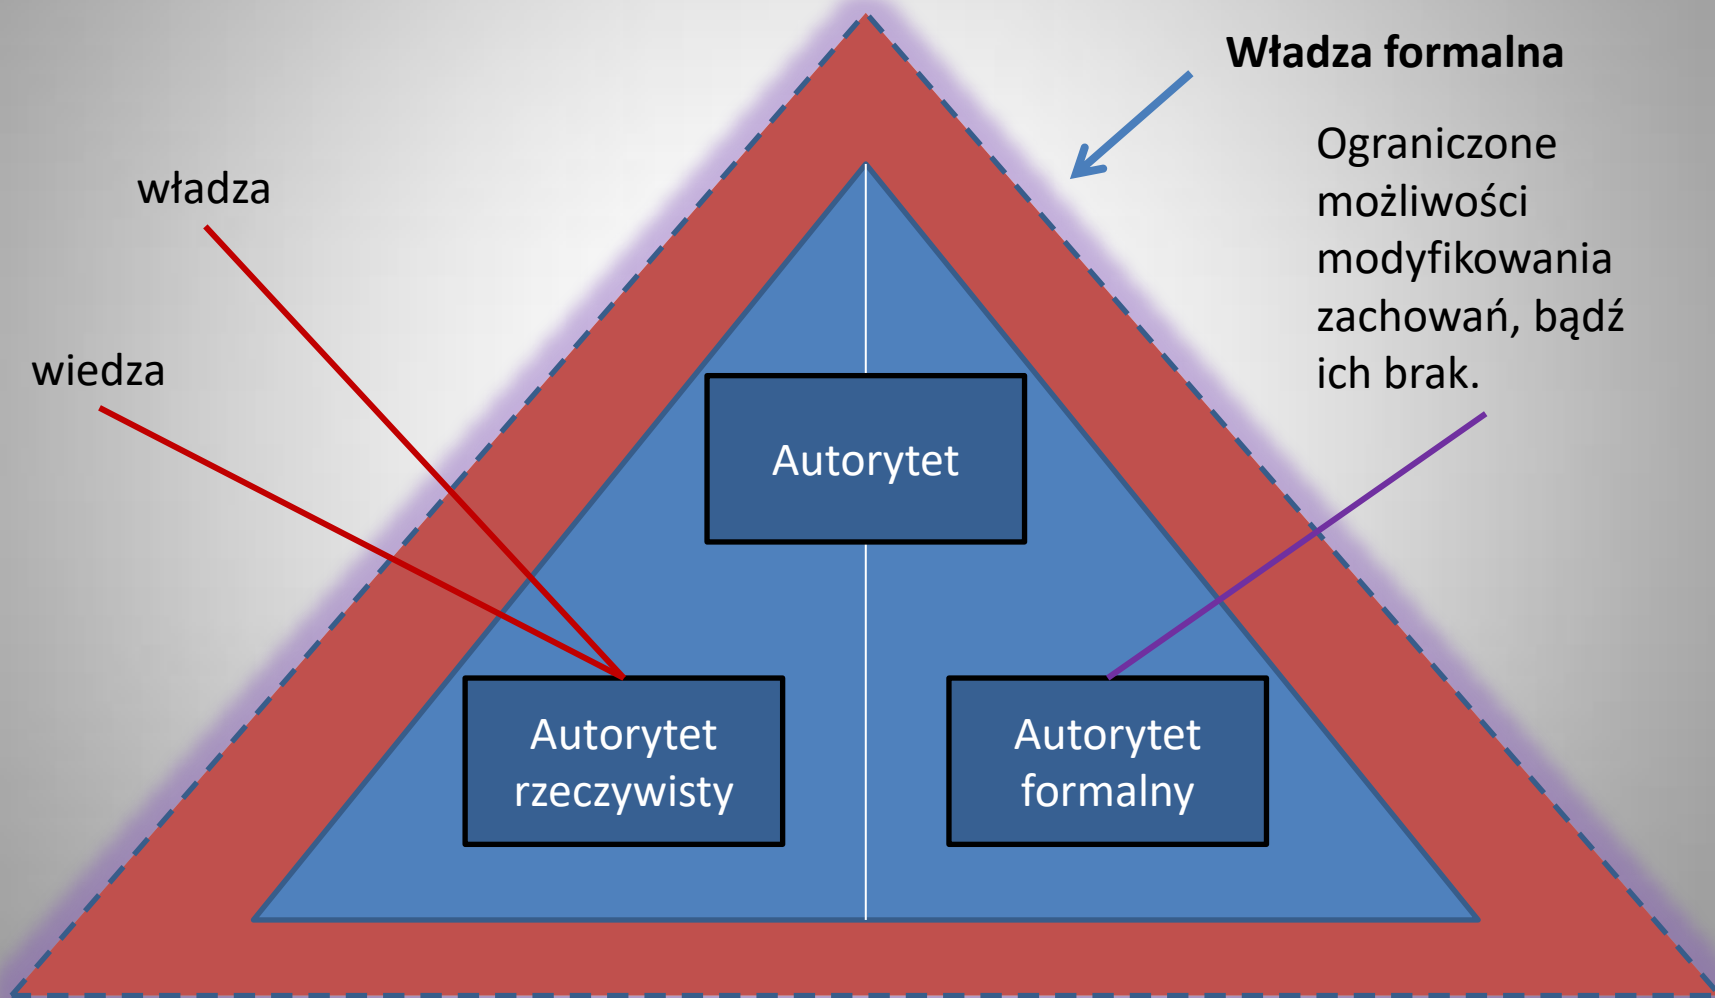 Władza formalna
Ograniczone
możliwości
modyfikowania
zachowań, bądź
ich brak.
władza
wiedza
Autorytet
Autorytet
rzeczywisty
Autorytet
formalny